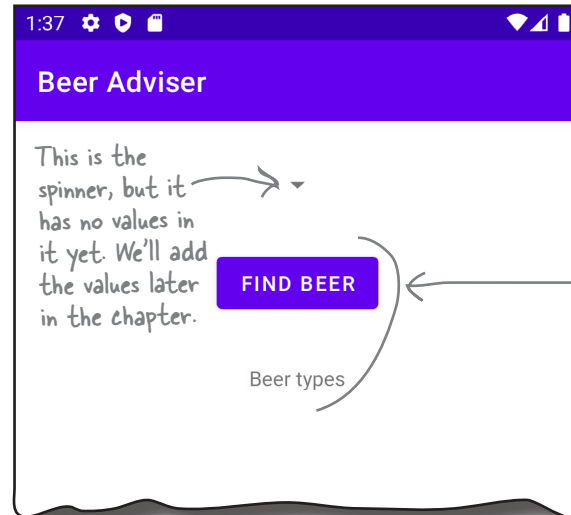 1:37
Beer Adviser
This is the
spinner, but it
has no values in
it yet. We'll add
the values later
in the chapter.
FIND BEER
Beer types